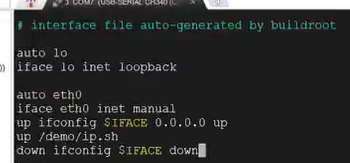 3. COM7 (USB-SERIAL CH340 (C
# interface file auto-generated by buildroot
auto lo
iface lo inet loopback
auto eth0
iface eth0 inet manual
up ifconfig $IFACE 0.0.0.0 up
up /demo/ip.sh
down ifconfig $IFACE down